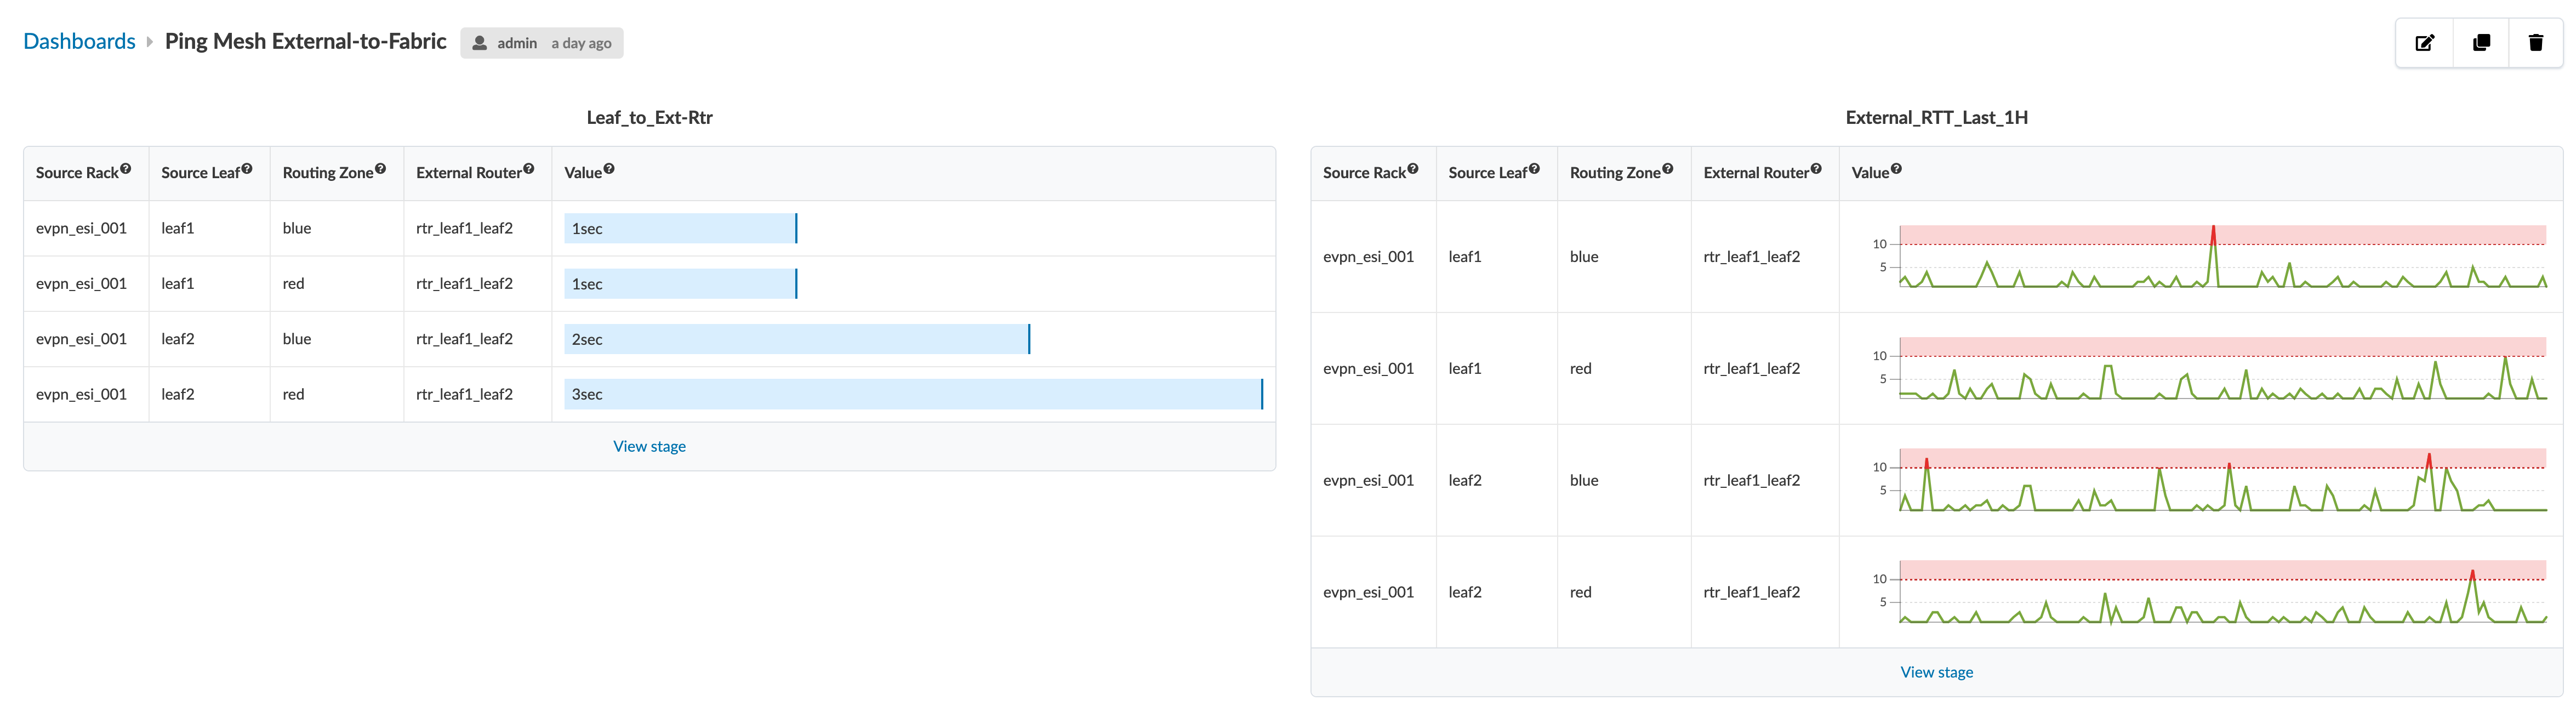 Dashboards Ping Mesh External-to-Fabric admin a day ago
Leaf_to_Ext-Rtr
Source Rack Source Leaf Routing Zone External Router Value
evpn_esi_001 leaf1 blue rtr_leaf1_leaf2 1sec
evpn_esi_001 leaf1 red rtr_leaf1_leaf2 1sec
evpn_esi_001 leaf2 blue rtr_leaf1_leaf2 2sec
evpn_esi_001 leaf2 red rtr_leaf1_leaf2 3sec
View stage
External_RTT_Last_1H
Source Rack Source Leaf Routing Zone External Router Value
evpn_esi_001 leaf1 blue rtr_leaf1_leaf2 10 5
evpn_esi_001 leaf1 red rtr_leaf1_leaf2 10 5
evpn_esi_001 leaf2 blue rtr_leaf1_leaf2 10 5
evpn_esi_001 leaf2 red rtr_leaf1_leaf2 10 5
View stage